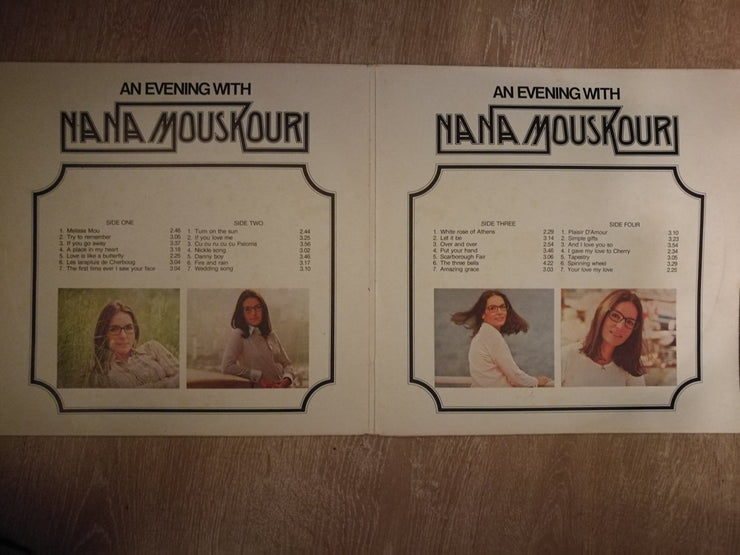 AN EVENING WITH
NANA MOUSKOURI
SIDE ONE
1. Melisse Mou 2.46
2. Try to remember 3.05
3. If you go away 3.37
4. A place in my heart 3.18
5. Love is like a butterfly 2.25
6. Les larapluis de Cherboug 3.04
7. The first time ever I saw your face 3.04
SIDE TWO
1. Turn on the sun 2.44
2. If you love me 3.25
3. Cu cu ru cu cu Paloma 3.56
4. Nickle song 3.02
5. Danny boy 3.46
6. Fire and rain 3.17
7. Wedding song 3.10
AN EVENING WITH
NANA MOUSKOURI
SIDE THREE
1. White rose of Athens 2.29
2. Let it be 3.14
3. Over and over 2.54
4. Put your hand 3.46
5. Scarborough Fair 3.06
6. The three bells 4.22
7. Amazing grace 3.03
SIDE FOUR
1. Plaisir D'Amour 3.10
2. Simple gifts 3.23
3. And I love you so 3.54
4. I gave my love to Cherry 2.34
5. Tapestry 3.05
6. Spinning wheel 3.29
7. Your love my love 2.25